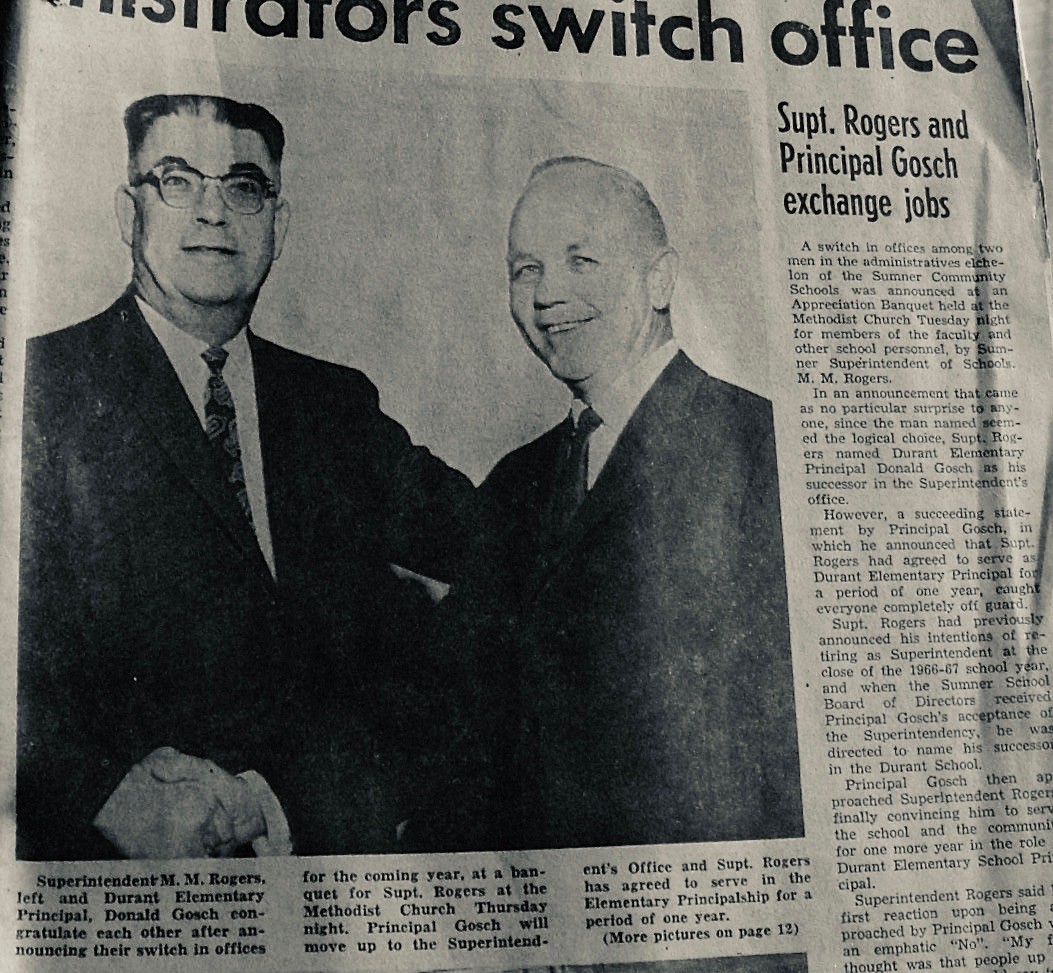 switch office
Supt. Rogers and
Principal Gosch
exchange jobs
A switch in offices among two
men in the administratives elche-
lon of the Sumner Community
Schools was announced at an
Appreciation Banquet held at the
Methodist Church Tuesday night
for members of the faculty and
other school personnel, by Sum-
ner Superintendent of Schools.
M. M. Rogers.
In an announcement that came
as no particular surprise to any-
one, since the man named seem-
ed the logical choice, Supt. Rog-
ers named Durant Elementary
Principal Donald Gosch as his
successor in the Superintendent's
office.
However, a succeeding state-
ment by Principal Gosch, in
which he announced that Supt.
Rogers had agreed to serve as
Durant Elementary Principal for
a period of one year, caught
everyone completely off guard.
Supt. Rogers had previously
announced his intentions of re-
tiring as Superintendent at the
close of the 1966-67 school year,
and when the Sumner School
Board of Directors received
Principal Gosch's acceptance of
the Superintendency, he was
directed to name his successor
in the Durant School.
Principal Gosch then ap
proached Superintendent Rogers
finally convincing him to serv
the school and the communi
for one more year in the role
Durant Elementary School Pri
cipal.
Superintendent Rogers said
first reaction upon being a
proached by Principal Gosch
an emphatic "No". "My f
thought was that people up
Superintendent M. M. Rogers,
left and Durant Elementary
Principal, Donald Gosch con-
gratulate each other after an-
nouncing their switch in offices
for the coming year, at a ban-
quet for Supt. Rogers at the
Methodist Church Thursday
night. Principal Gosch will
move up to the Superintend-
ent's Office and Supt. Rogers
has agreed to serve in the
Elementary Principalship for a
period of one year.
(More pictures on page 12)